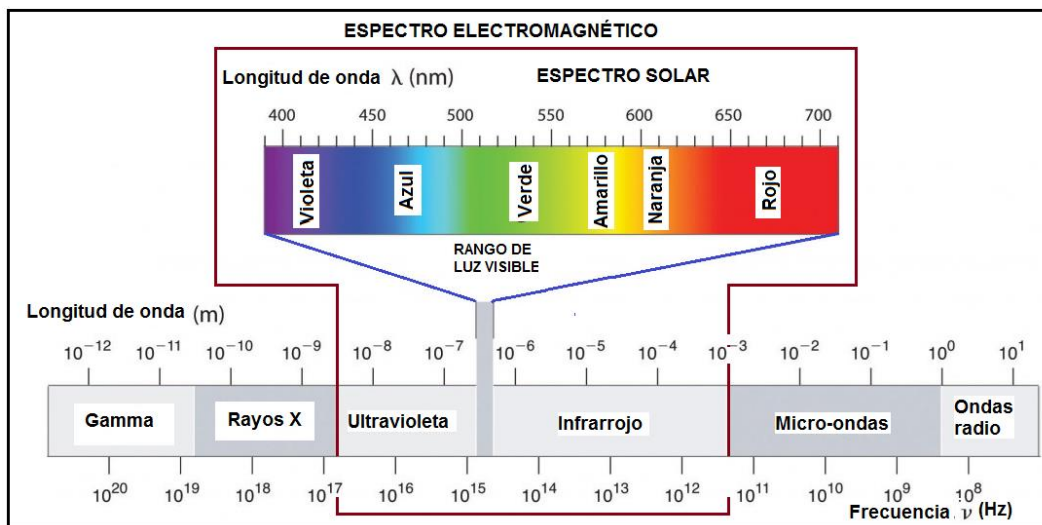 ESPECTRO ELECTROMAGNÉTICO
Longitud de onda λ (nm)
ESPECTRO SOLAR
400 450 500 550 600 650 700
Violeta
Azul
Verde
Amarillo
Naranja
Rojo
RANGO DE
LUZ VISIBLE
Longitud de onda (m)
10⁻¹² 10⁻¹¹ 10⁻¹⁰ 10⁻⁹ 10⁻⁸ 10⁻⁷ 10⁻⁶ 10⁻⁵ 10⁻⁴ 10⁻³ 10⁻² 10⁻¹ 10⁰ 10¹
Gamma
Rayos X
Ultravioleta
Infrarrojo
Micro-ondas
Ondas
radio
10²⁰ 10¹⁹ 10¹⁸ 10¹⁷ 10¹⁶ 10¹⁵ 10¹⁴ 10¹³ 10¹² 10¹¹ 10¹⁰ 10⁹ 10⁸
Frecuencia, ν (Hz)